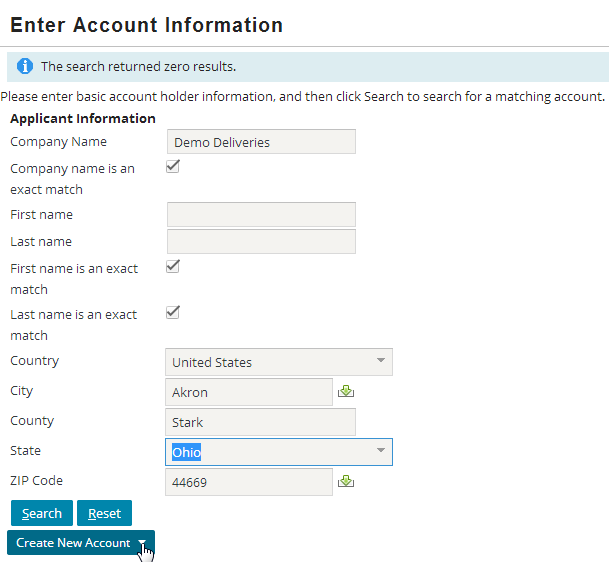 Enter Account Information
The search returned zero results.
Please enter basic account holder information, and then click Search to search for a matching account.
Applicant Information
Company Name Demo Deliveries
Company name is an
exact match
First name
Last name
First name is an exact
match
Last name is an exact
match
Country United States
City Akron
County Stark
State Ohio
ZIP Code 44669
Search Reset
Create New Account